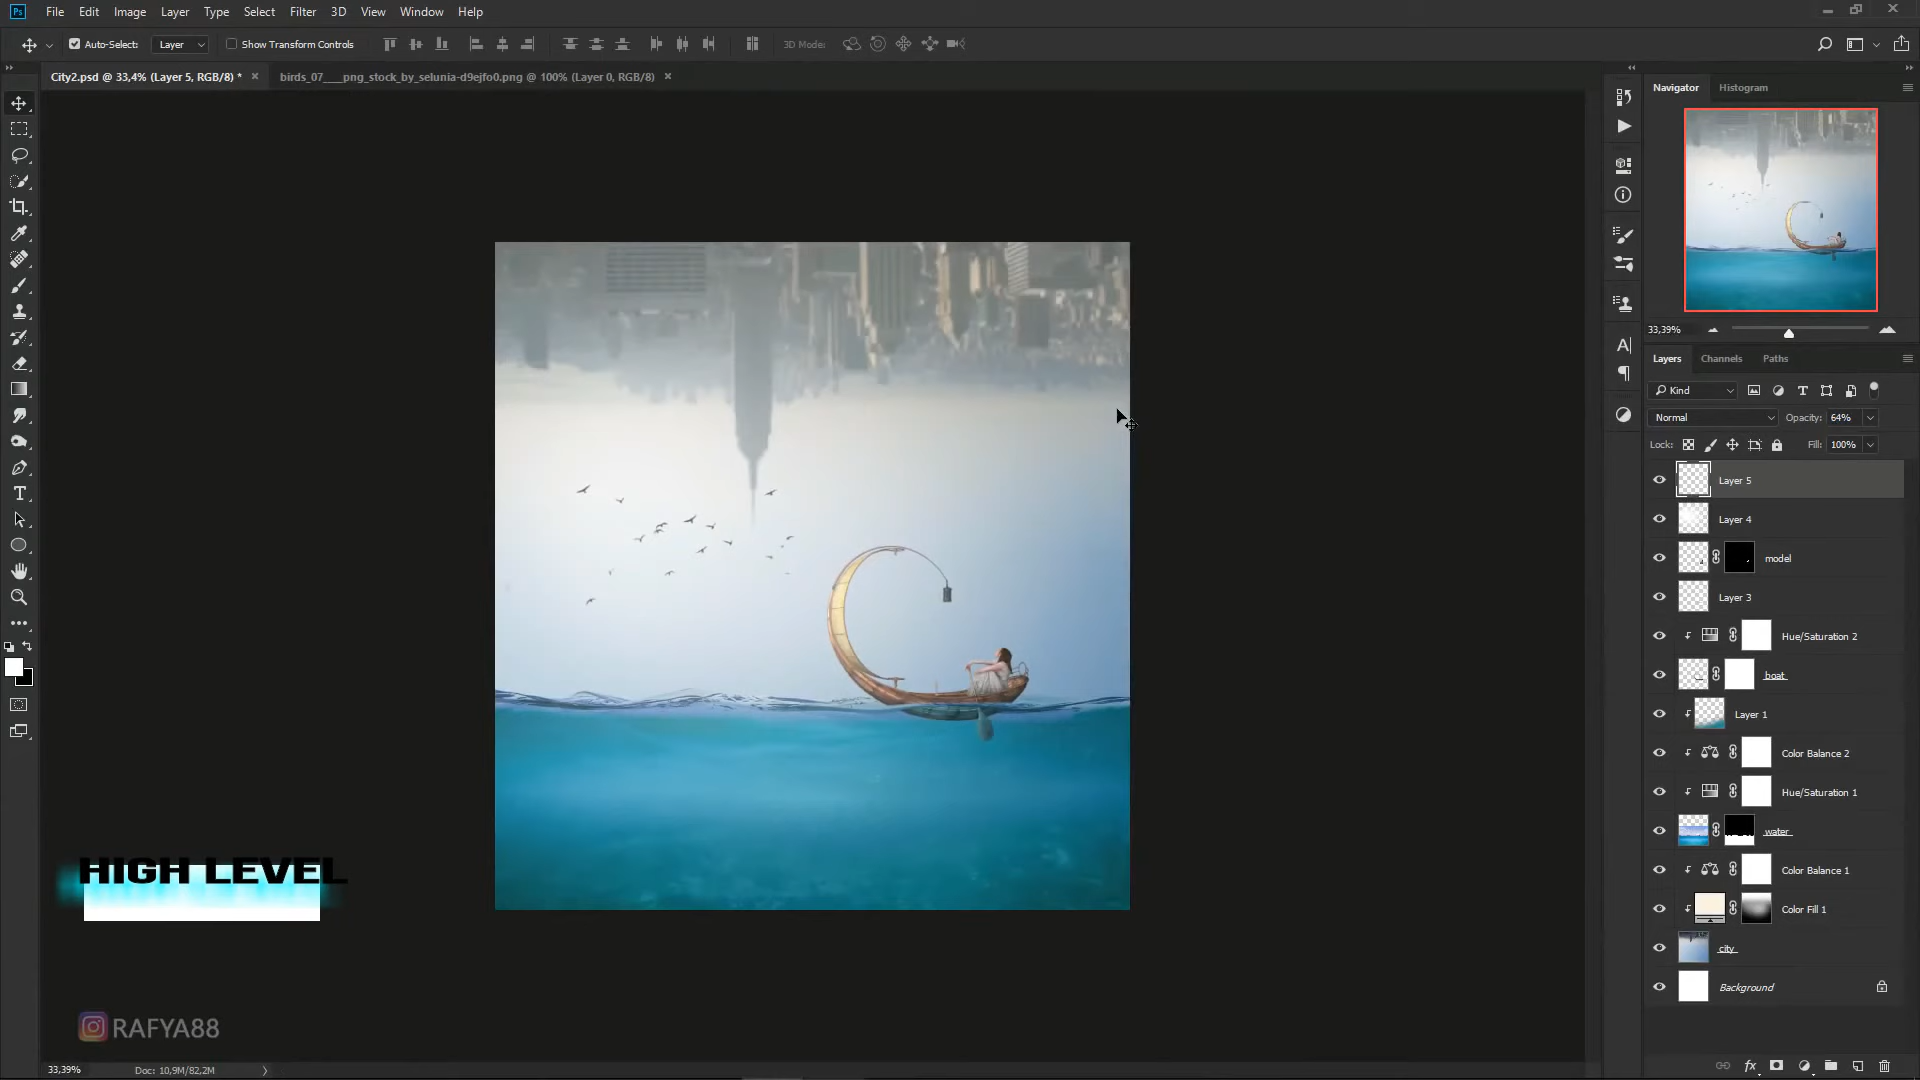 Ps File Edit Image Layer Type Select Filter 3D View Window Help
Auto-Select: Layer Show Transform Controls 3D Mode:
City2.psd @ 33,4% (Layer 5, RGB/8) * × birds_07___png_stock_by_selunia-d9ejfo0.png @ 100% (Layer 0, RGB/8) ×
Navigator Histogram
33,39%
Layers Channels Paths
Kind
Normal Opacity: 64%
Lock: Fill: 100%
Layer 5
Layer 4
model
Layer 3
Hue/Saturation 2
boat
Layer 1
Color Balance 2
Hue/Saturation 1
water
Color Balance 1
Color Fill 1
city
Background
HIGH LEVEL
RAFYA88
33,39% Doc: 10,9M/82,2M